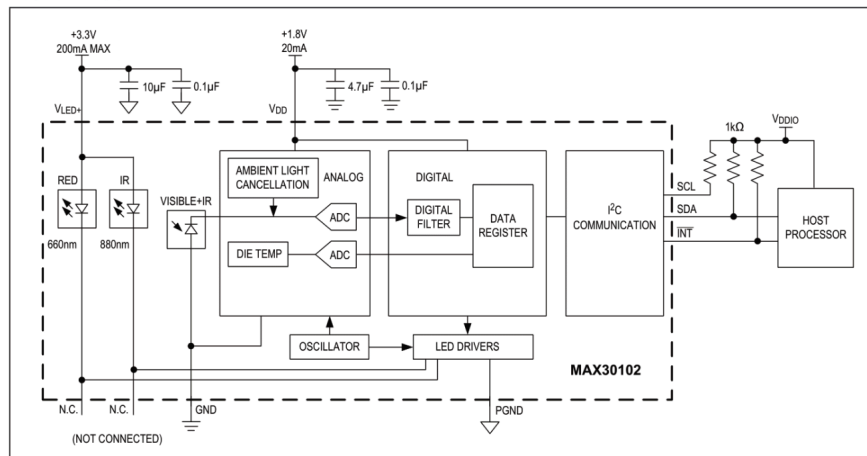 +3.3V
200mA MAX
10µF
0.1µF
VLED+
+1.8V
20mA
4.7µF
0.1µF
VDD
1kΩ
VDDIO
RED
660nm
IR
880nm
VISIBLE+IR
AMBIENT LIGHT
CANCELLATION
ANALOG
ADC
DIE TEMP
ADC
DIGITAL
DIGITAL
FILTER
DATA
REGISTER
I²C
COMMUNICATION
SCL
SDA
INT
HOST
PROCESSOR
OSCILLATOR
LED DRIVERS
MAX30102
N.C.
N.C.
GND
PGND
(NOT CONNECTED)